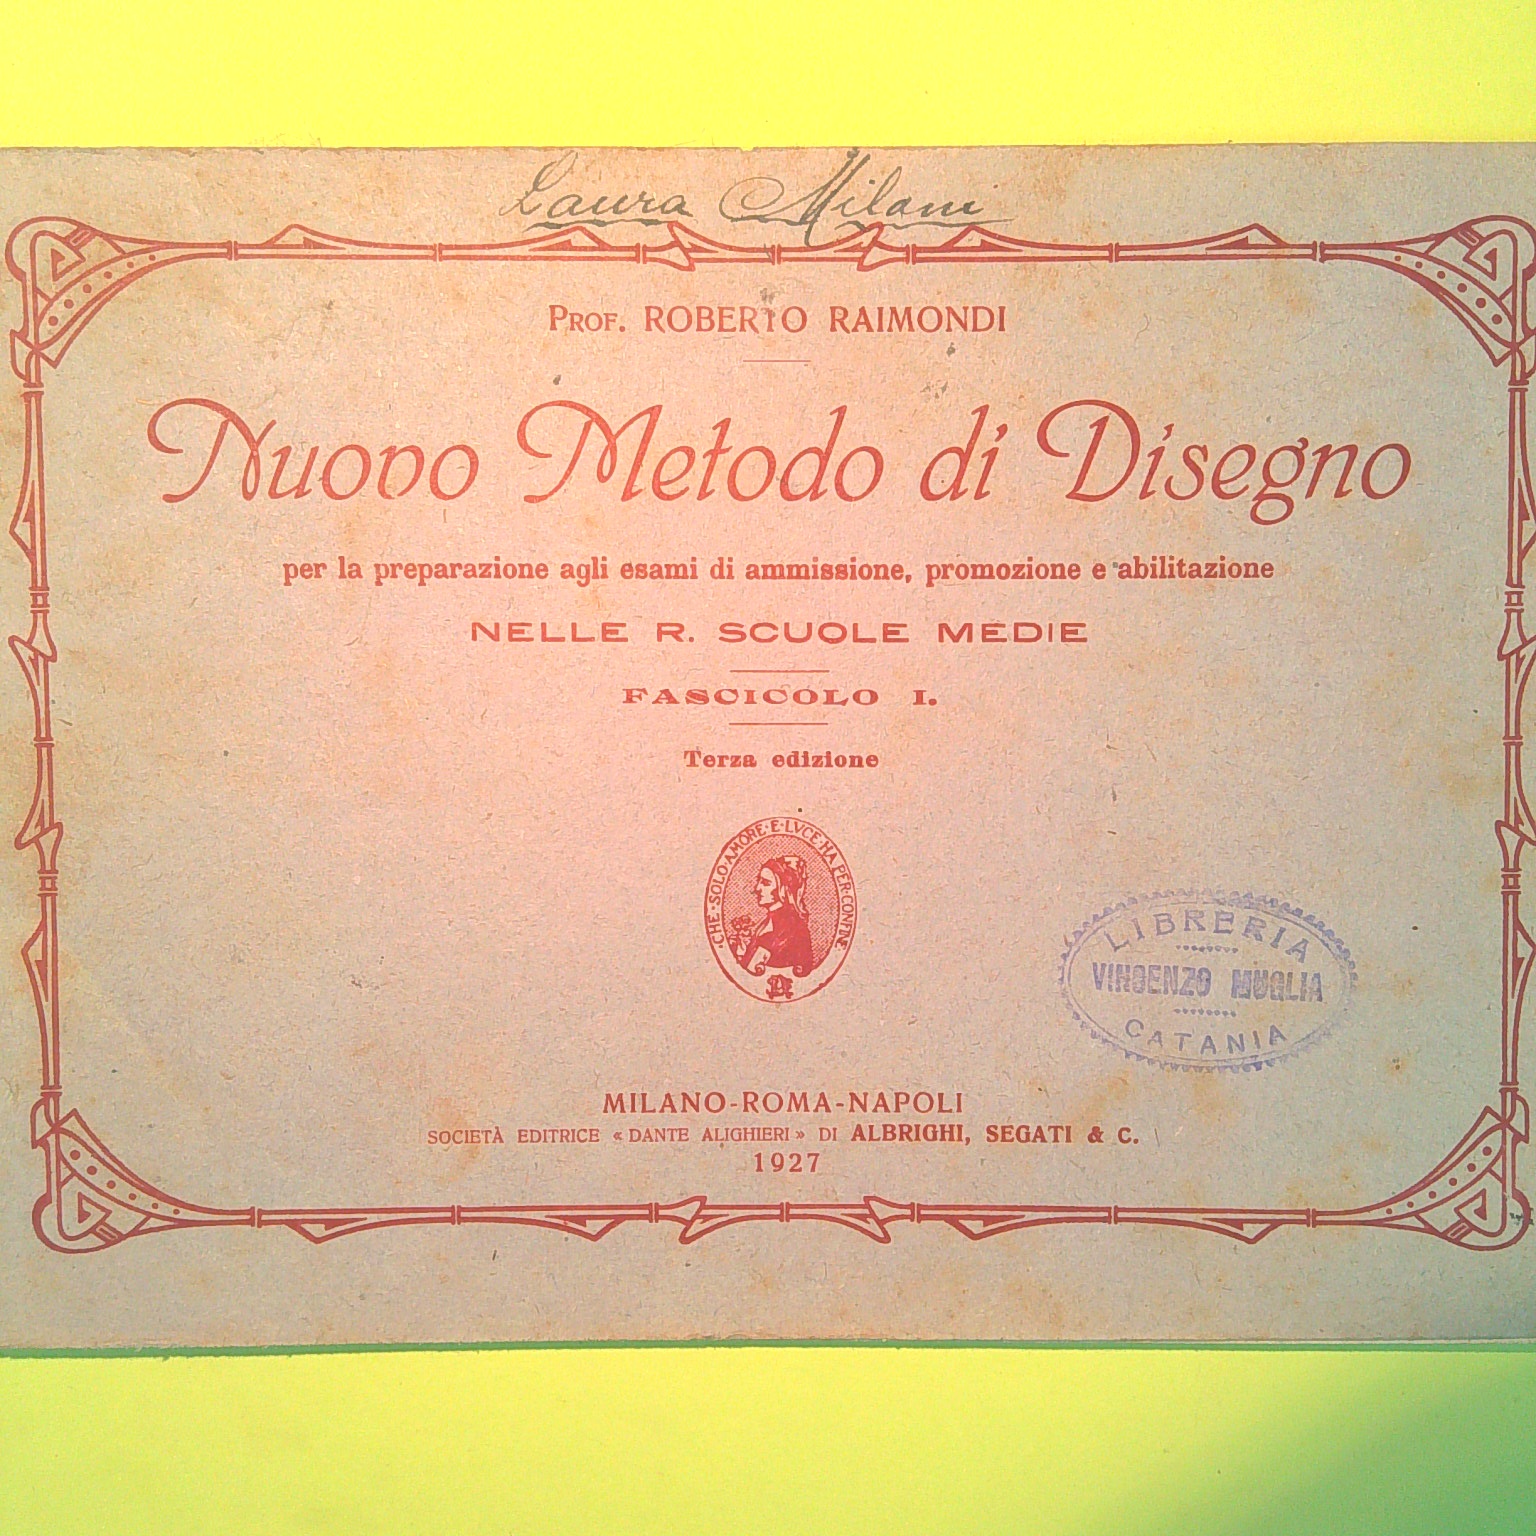 Laura Milani
PROF. ROBERTO RAIMONDI
Nuovo Metodo di Disegno
per la preparazione agli esami di ammissione, promozione e abilitazione
NELLE R. SCUOLE MEDIE
FASCICOLO I.
Terza edizione
·CHE·SOLO·AMORE·E·LVCE·HA·PER·CONFINE
LIBRERIA
VINCENZO MUGLIA
CATANIA
MILANO-ROMA-NAPOLI
SOCIETÀ EDITRICE «DANTE ALIGHIERI» DI ALBRIGHI, SEGATI & C.
1927